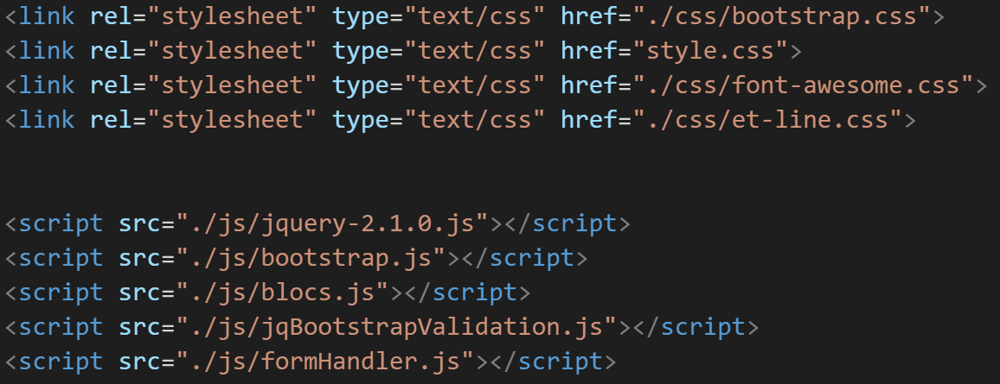 <link rel="stylesheet" type="text/css" href="./css/bootstrap.css">
<link rel="stylesheet" type="text/css" href="style.css">
<link rel="stylesheet" type="text/css" href="./css/font-awesome.css">
<link rel="stylesheet" type="text/css" href="./css/et-line.css">
<script src="./js/jquery-2.1.0.js"></script>
<script src="./js/bootstrap.js"></script>
<script src="./js/blocs.js"></script>
<script src="./js/jqBootstrapValidation.js"></script>
<script src="./js/formHandler.js"></script>